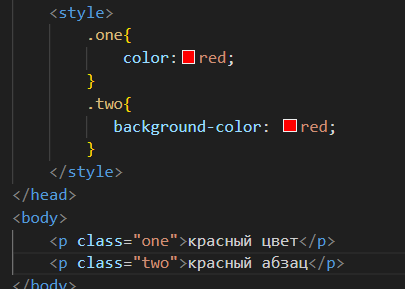 <style>
.one{
color: red;
}
.two{
background-color: red;
}
</style>
</head>
<body>
<p class="one">красный цвет</p>
<p class="two">красный абзац</p>
</body>